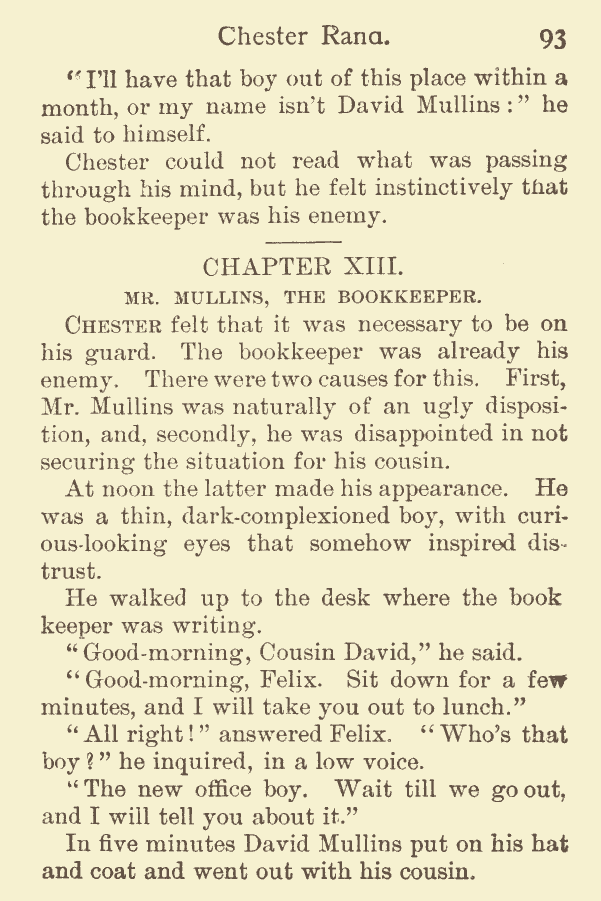 Chester Rand. 93
“I’ll have that boy out of this place within a
month, or my name isn’t David Mullins:” he
said to himself.
Chester could not read what was passing
through his mind, but he felt instinctively that
the bookkeeper was his enemy.
CHAPTER XIII.
MR. MULLINS, THE BOOKKEEPER.
CHESTER felt that it was necessary to be on
his guard. The bookkeeper was already his
enemy. There were two causes for this. First,
Mr. Mullins was naturally of an ugly disposi-
tion, and, secondly, he was disappointed in not
securing the situation for his cousin.
At noon the latter made his appearance. He
was a thin, dark-complexioned boy, with curi-
ous-looking eyes that somehow inspired dis-
trust.
He walked up to the desk where the book
keeper was writing.
“Good-morning, Cousin David,” he said.
“Good-morning, Felix. Sit down for a few
minutes, and I will take you out to lunch.”
“All right!” answered Felix. “Who’s that
boy?” he inquired, in a low voice.
“The new office boy. Wait till we go out,
and I will tell you about it.”
In five minutes David Mullins put on his hat
and coat and went out with his cousin.